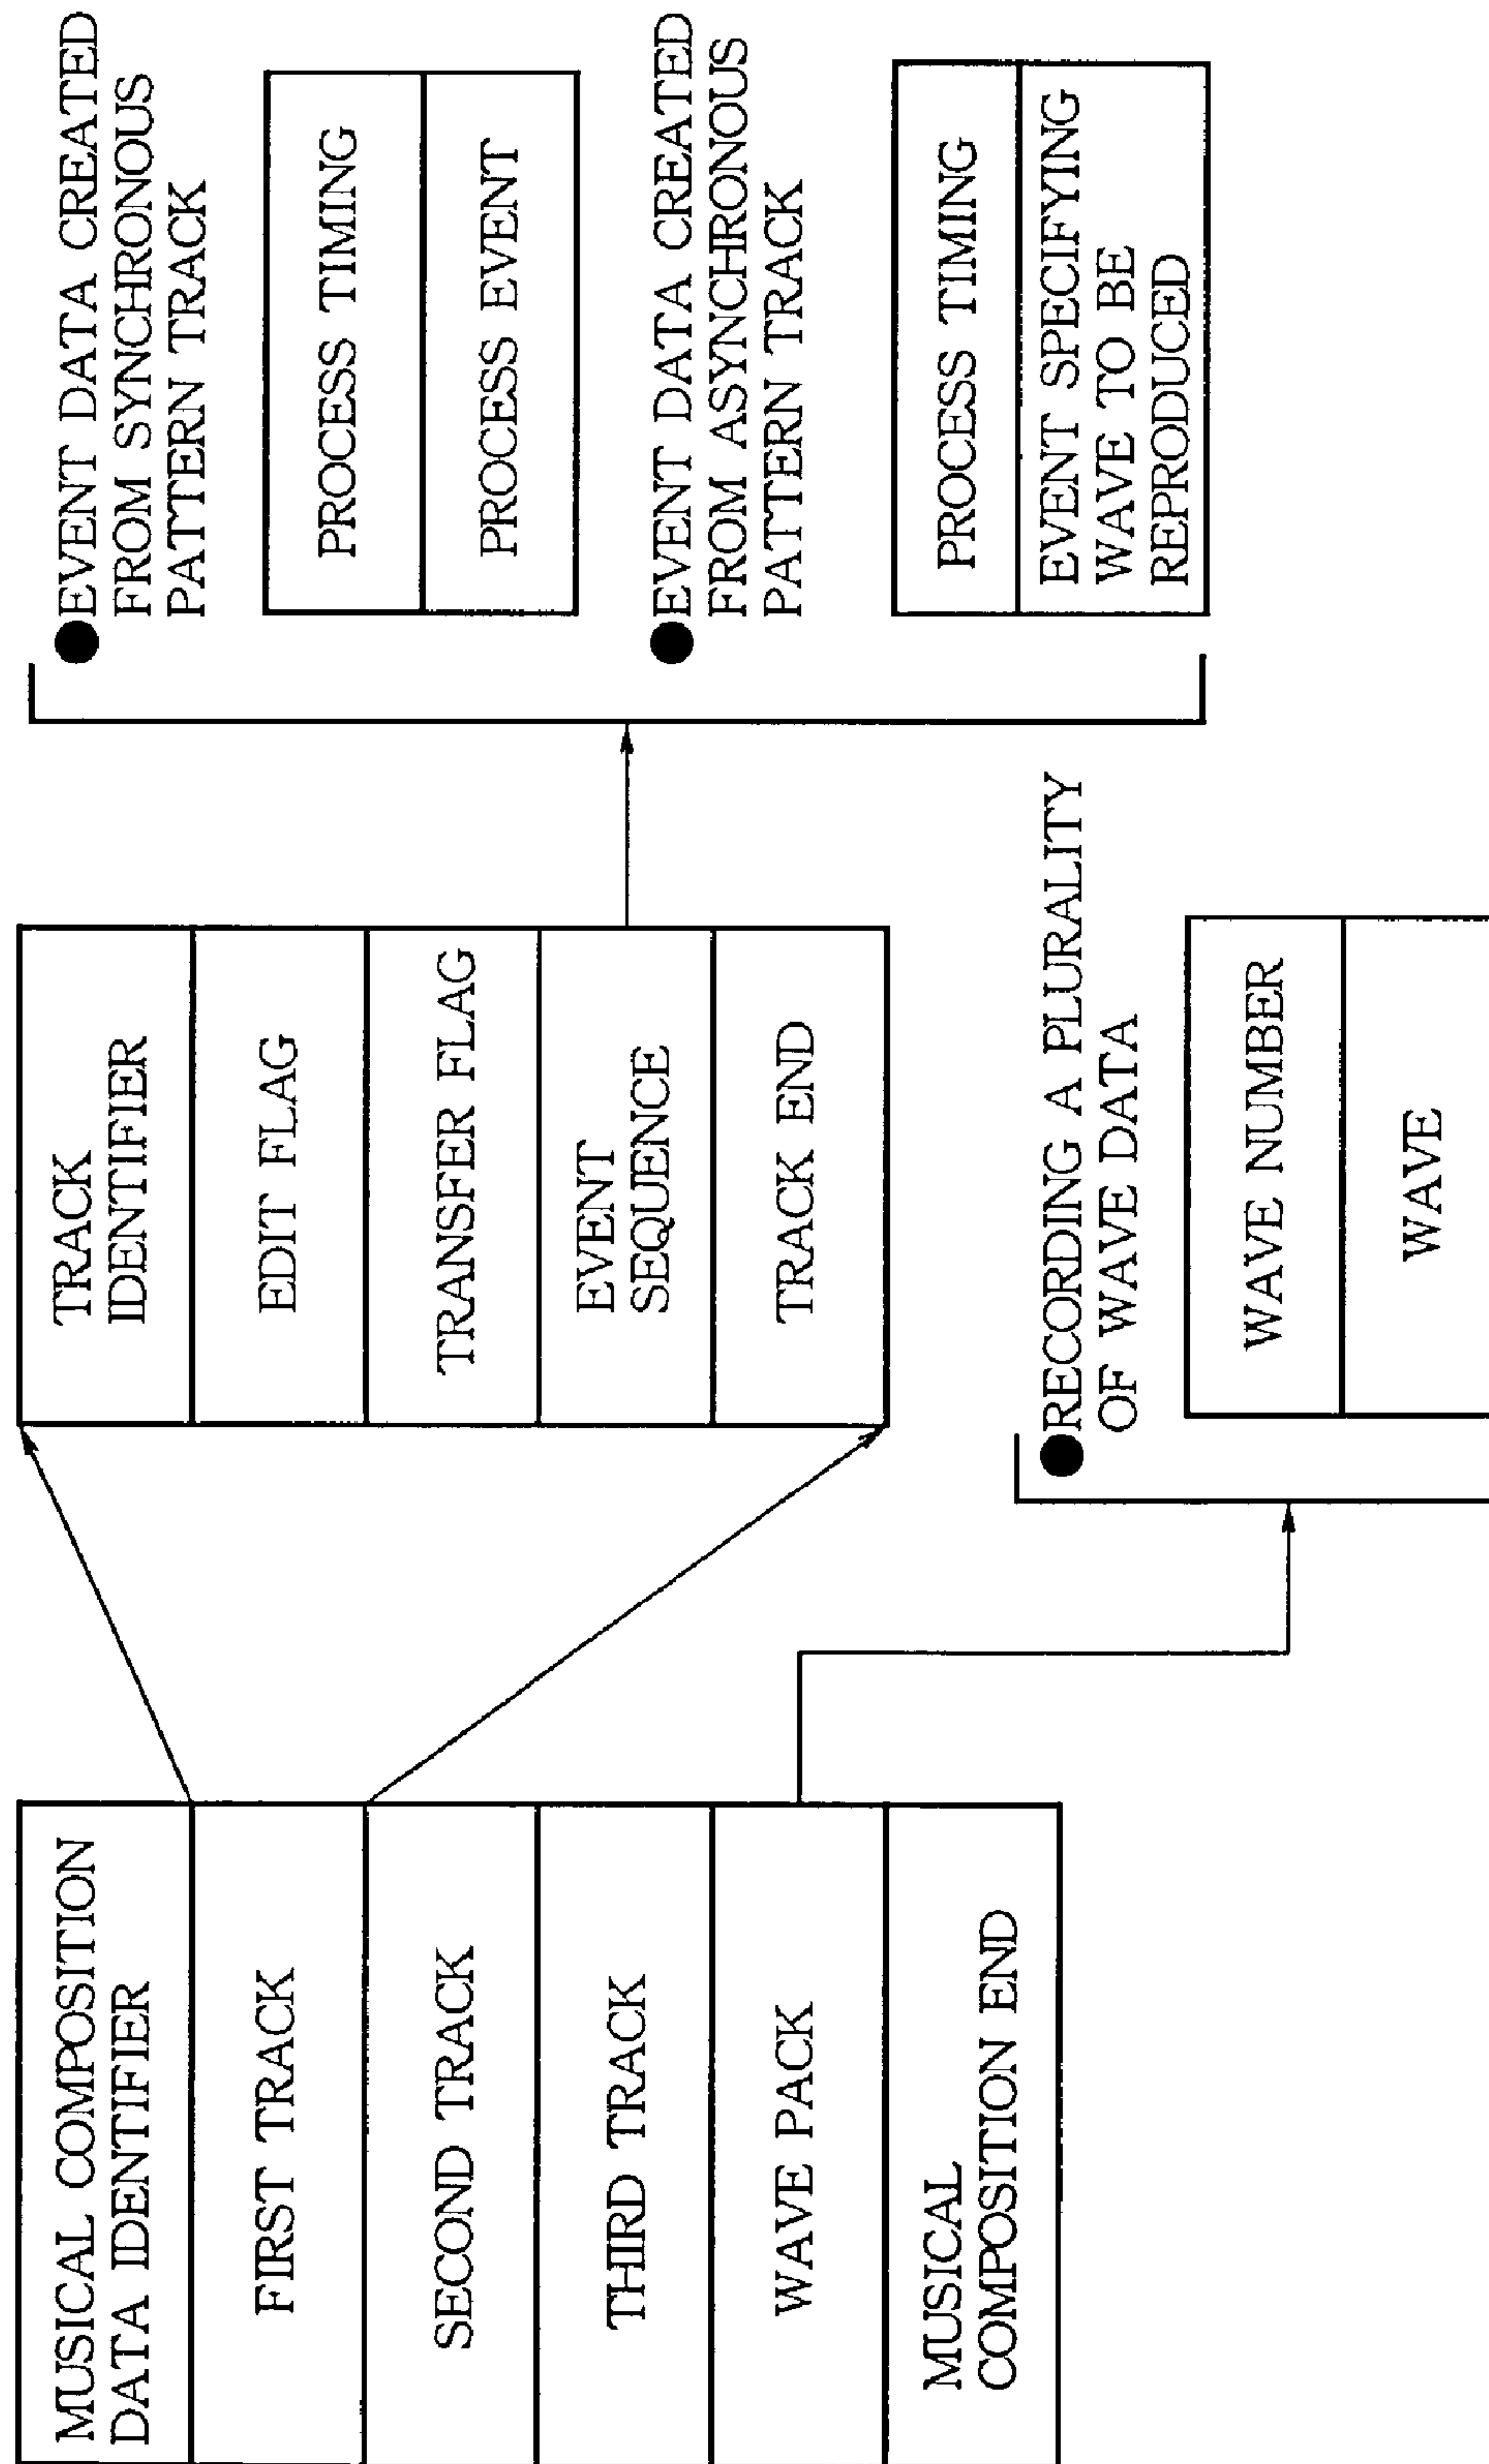 MUSICAL COMPOSITION
DATA IDENTIFIER
FIRST TRACK
SECOND TRACK
THIRD TRACK
WAVE PACK
MUSICAL
COMPOSITION END
TRACK
IDENTIFIER
EDIT FLAG
TRANSFER FLAG
EVENT
SEQUENCE
TRACK END
●RECORDING A PLURALITY
OF WAVE DATA
WAVE NUMBER
WAVE
●EVENT DATA CREATED
FROM SYNCHRONOUS
PATTERN TRACK
PROCESS TIMING
PROCESS EVENT
●EVENT DATA CREATED
FROM ASYNCHRONOUS
PATTERN TRACK
PROCESS TIMING
EVENT SPECIFYING
WAVE TO BE
REPRODUCED